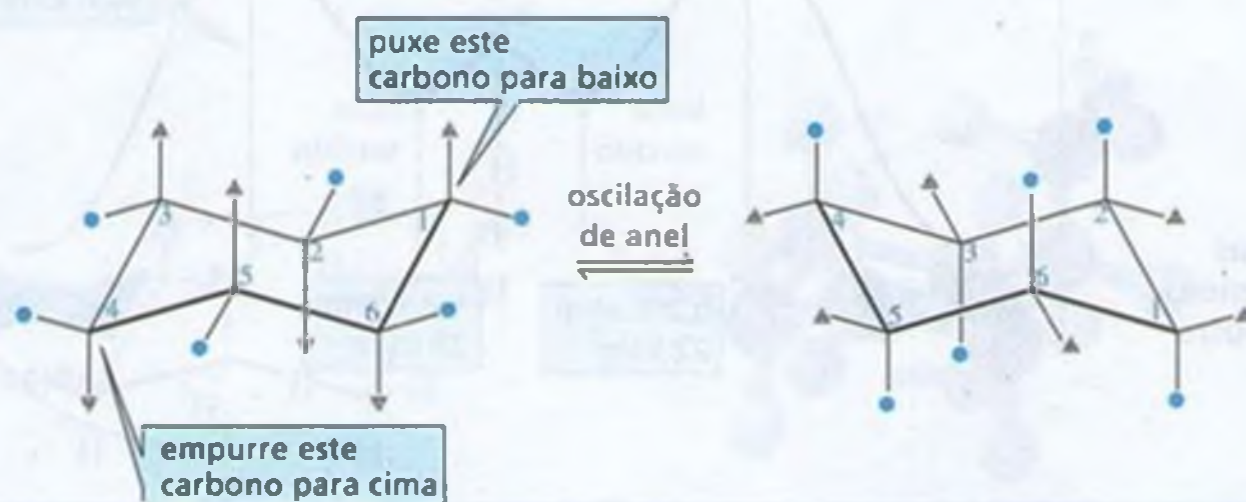 puxe este
carbono para baixo
oscilação
de anel
3
1
2
5
4
6
4
2
3
6
5
1
empurre este
carbono para cima